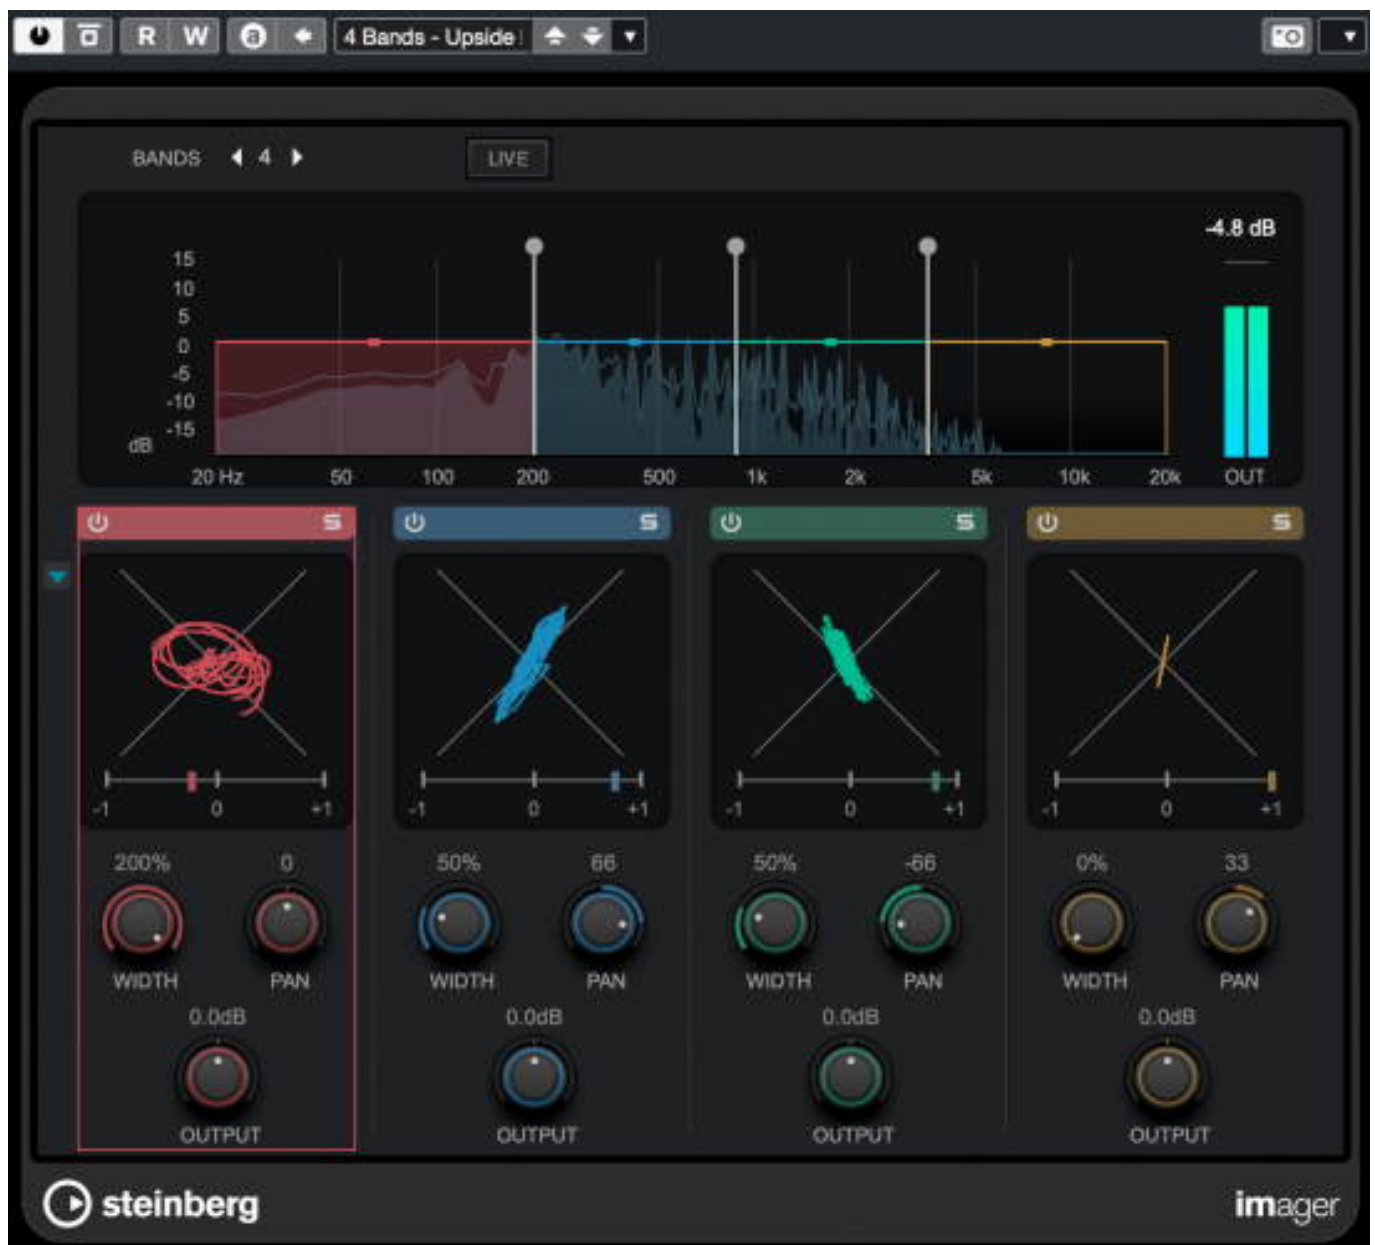 R W a 4 Bands - Upside
BANDS 4 LIVE
-4.8 dB
15
10
5
0
-5
-10
-15
dB
20 Hz 50 100 200 500 1k 2k 5k 10k 20k OUT
S S S S
-1 0 +1 -1 0 +1 -1 0 +1 -1 0 +1
200% 0 50% 66 50% -66 0% 33
WIDTH PAN WIDTH PAN WIDTH PAN WIDTH PAN
0.0dB 0.0dB 0.0dB 0.0dB
OUTPUT OUTPUT OUTPUT OUTPUT
steinberg imager